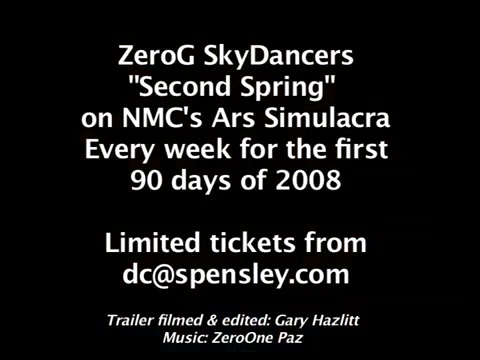 ZeroG SkyDancers
"Second Spring"
on NMC's Ars Simulacra
Every week for the first
90 days of 2008
Limited tickets from
dc@spensley.com
Trailer filmed & edited: Gary Hazlitt
Music: ZeroOne Paz